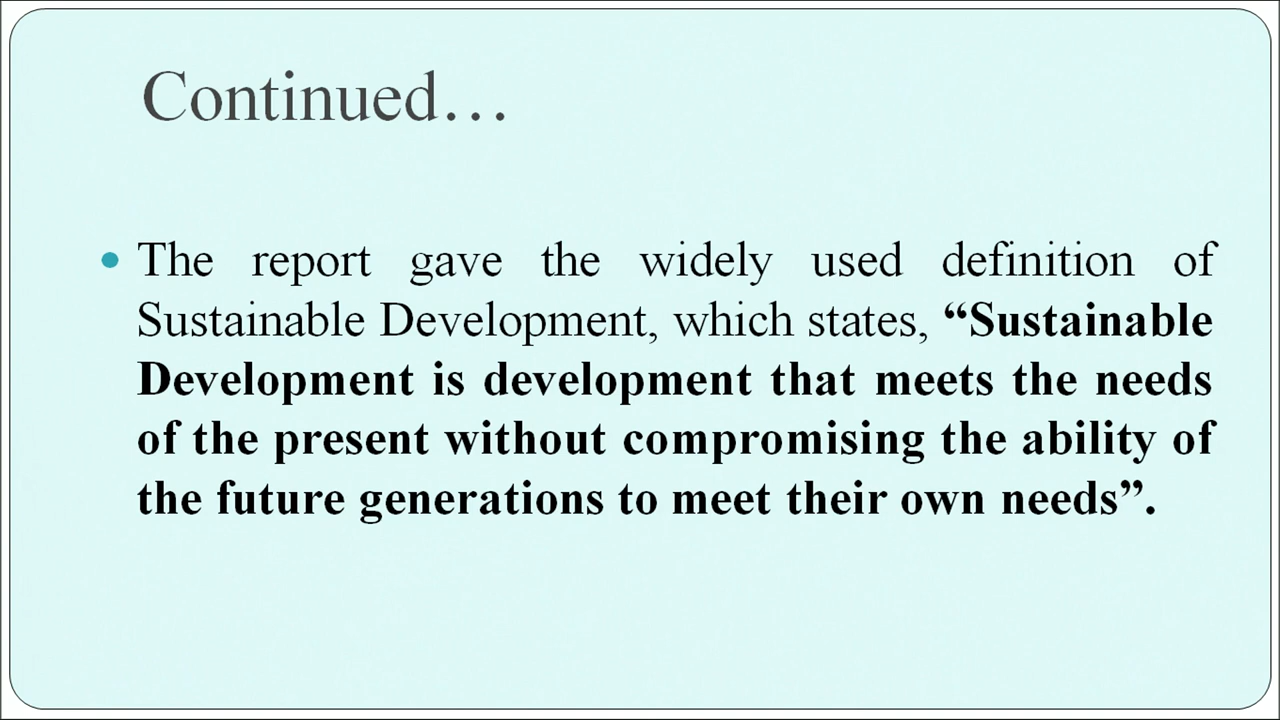 Continued…
• The report gave the widely used definition of
Sustainable Development, which states, “Sustainable
Development is development that meets the needs
of the present without compromising the ability of
the future generations to meet their own needs”.